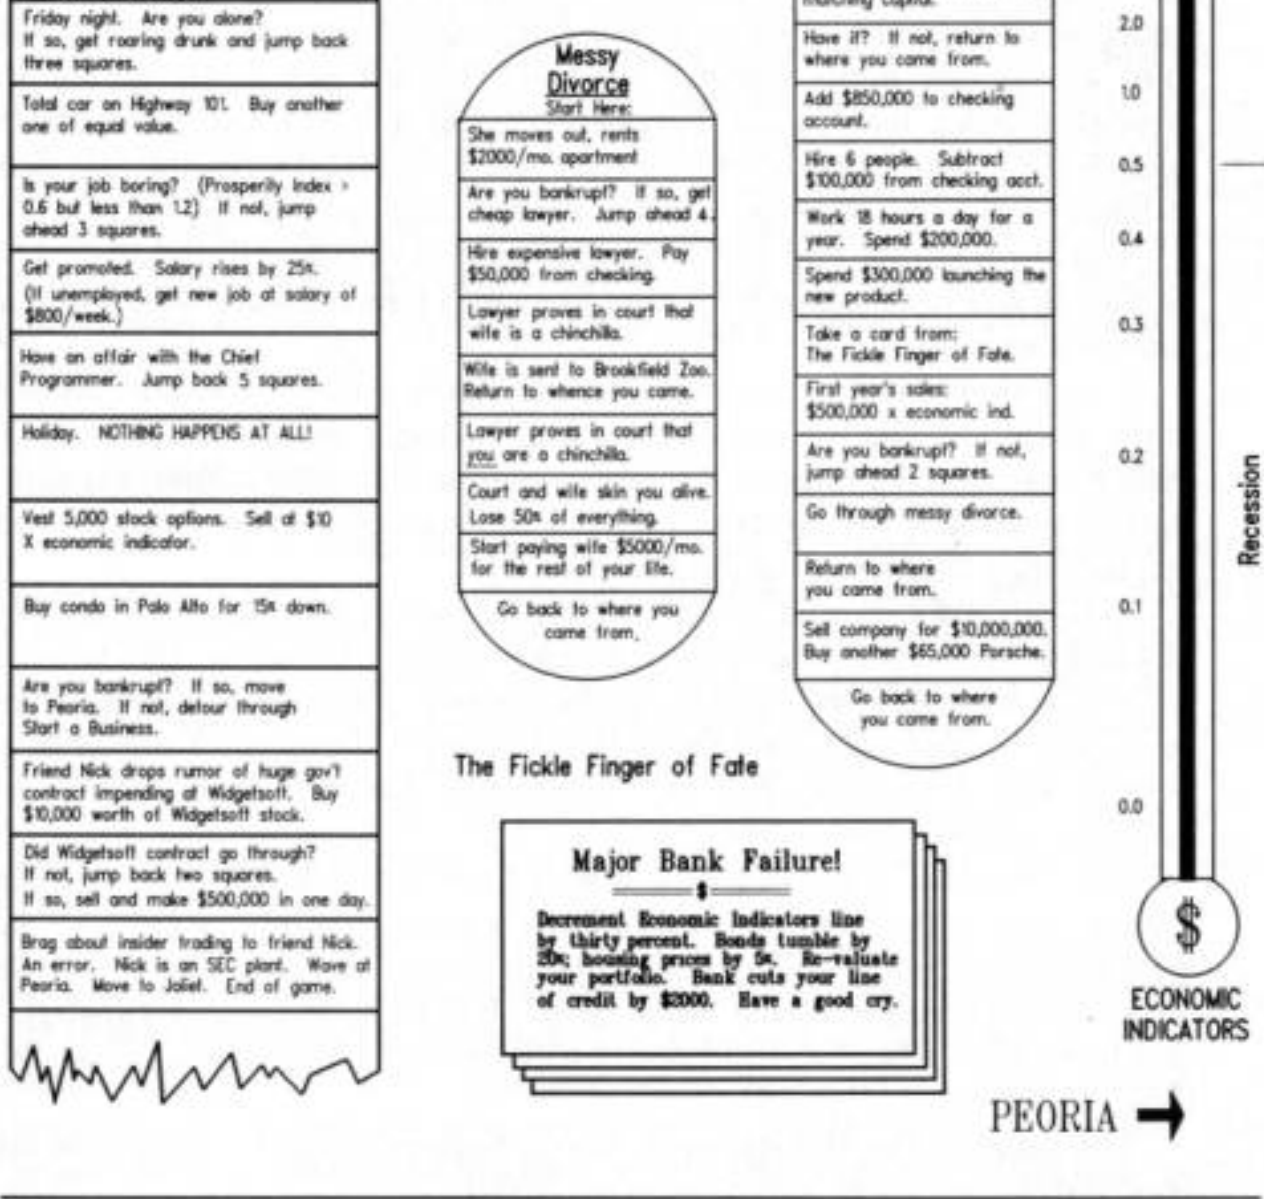 Friday night. Are you alone?
If so, get roaring drunk and jump back
three squares.
Total car on Highway 101. Buy another
one of equal value.
Is your job boring? (Prosperity Index >
0.6 but less than 1.2) If not, jump
ahead 3 squares.
Get promoted. Salary rises by 25%.
(If unemployed, get new job at salary of
$800/week.)
Have an affair with the Chief
Programmer. Jump back 5 squares.
Holiday. NOTHING HAPPENS AT ALL!
Vest 5,000 stock options. Sell at $10
X economic indicator.
Buy condo in Palo Alto for 15% down.
Are you bankrupt? If so, move
to Peoria. If not, detour through
Start a Business.
Friend Nick drops rumor of huge gov't
contract impending at Widgetsoft. Buy
$10,000 worth of Widgetsoft stock.
Did Widgetsoft contract go through?
If not, jump back two squares.
If so, sell and make $500,000 in one day.
Brag about insider trading to friend Nick.
An error. Nick is an SEC plant. Wave at
Peoria. Move to Joliet. End of game.
Messy
Divorce
Start Here:
She moves out, rents
$2000/mo. apartment
Are you bankrupt? If so, get
cheap lawyer. Jump ahead 4.
Hire expensive lawyer. Pay
$50,000 from checking.
Lawyer proves in court that
wife is a chinchilla.
Wife is sent to Brookfield Zoo.
Return to whence you came.
Lawyer proves in court that
you are a chinchilla.
Court and wife skin you alive.
Lose 50% of everything.
Start paying wife $5000/mo.
for the rest of your life.
Go back to where you
came from.
matching capital.
Have it? If not, return to
where you came from.
Add $850,000 to checking
account.
Hire 6 people. Subtract
$100,000 from checking acct.
Work 18 hours a day for a
year. Spend $200,000.
Spend $300,000 launching the
new product.
Take a card from:
The Fickle Finger of Fate.
First year's sales:
$500,000 x economic ind.
Are you bankrupt? If not,
jump ahead 2 squares.
Go through messy divorce.
Return to where
you came from.
Sell company for $10,000,000.
Buy another $65,000 Porsche.
Go back to where
you came from.
The Fickle Finger of Fate
Major Bank Failure!
$
Decrement Economic Indicators line
by thirty percent. Bonds tumble by
20%; housing prices by 5%. Re-valuate
your portfolio. Bank cuts your line
of credit by $2000. Have a good cry.
2.0
1.0
0.5
0.4
0.3
0.2
0.1
0.0
Recession
$
ECONOMIC
INDICATORS
PEORIA